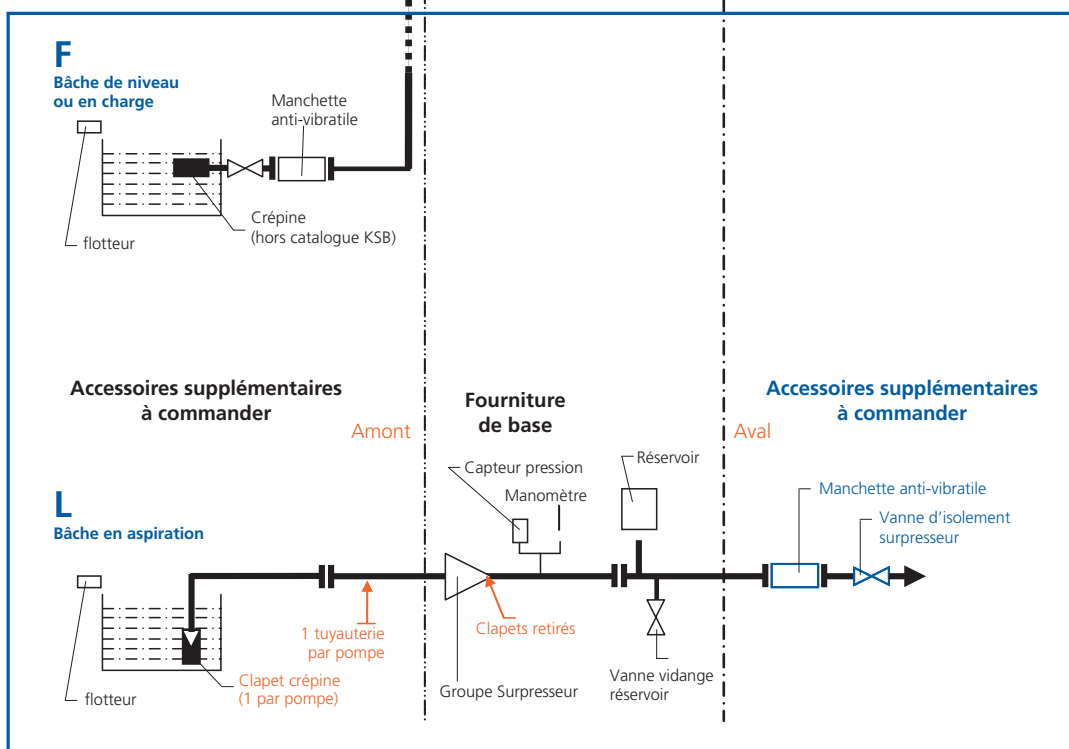 F
Bâche de niveau
ou en charge
Manchette
anti-vibratile
Crépine
(hors catalogue KSB)
flotteur
Accessoires supplémentaires
à commander
Amont
Fourniture
de base
Aval
Accessoires supplémentaires
à commander
L
Bâche en aspiration
Capteur pression
Manomètre
Réservoir
Manchette anti-vibratile
Vanne d'isolement
surpresseur
1 tuyauterie
par pompe
Clapets retirés
Clapet crépine
(1 par pompe)
flotteur
Groupe Surpresseur
Vanne vidange
réservoir